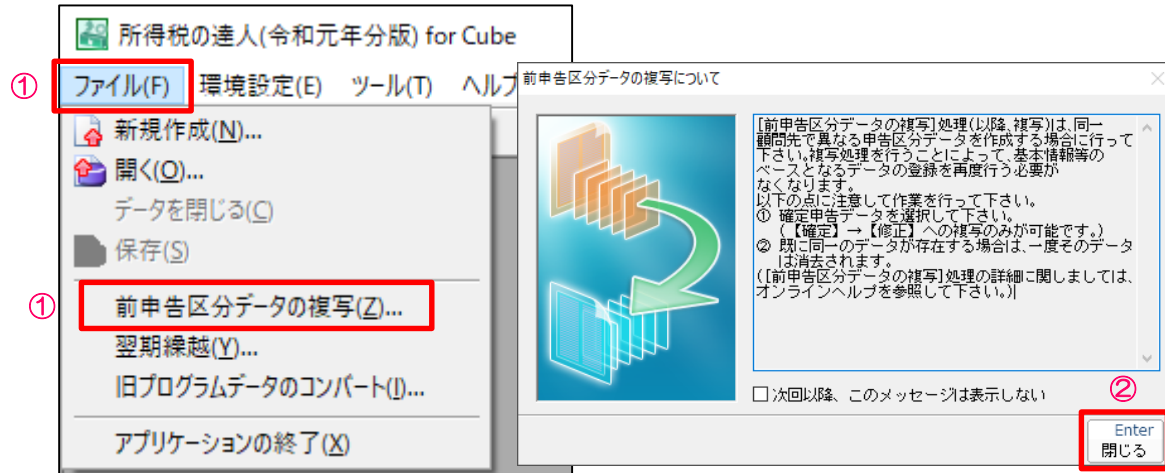 所得税の達人(令和元年分版) for Cube
① ファイル(F) 環境設定(E) ツール(T) ヘルプ
新規作成(N)...
開く(O)...
データを閉じる(C)
保存(S)
① 前申告区分データの複写(Z)...
翌期繰越(Y)...
旧プログラムデータのコンバート(I)...
アプリケーションの終了(X)
前申告区分データの複写について
[前申告区分データの複写]処理(以降、複写)は、同一
顧問先で異なる申告区分データを作成する場合に行って
下さい。複写処理を行うことによって、基本情報等の
ベースとなるデータの登録を再度行う必要が
なくなります。
以下の点に注意して作業を行って下さい。
① 確定申告データを選択して下さい。
(【確定】→【修正】への複写のみが可能です。)
② 既に同一のデータが存在する場合は、一度そのデータ
は消去されます。
([前申告区分データの複写]処理の詳細に関しましては、
オンラインヘルプを参照して下さい。)
次回以降、このメッセージは表示しない
②
Enter
閉じる